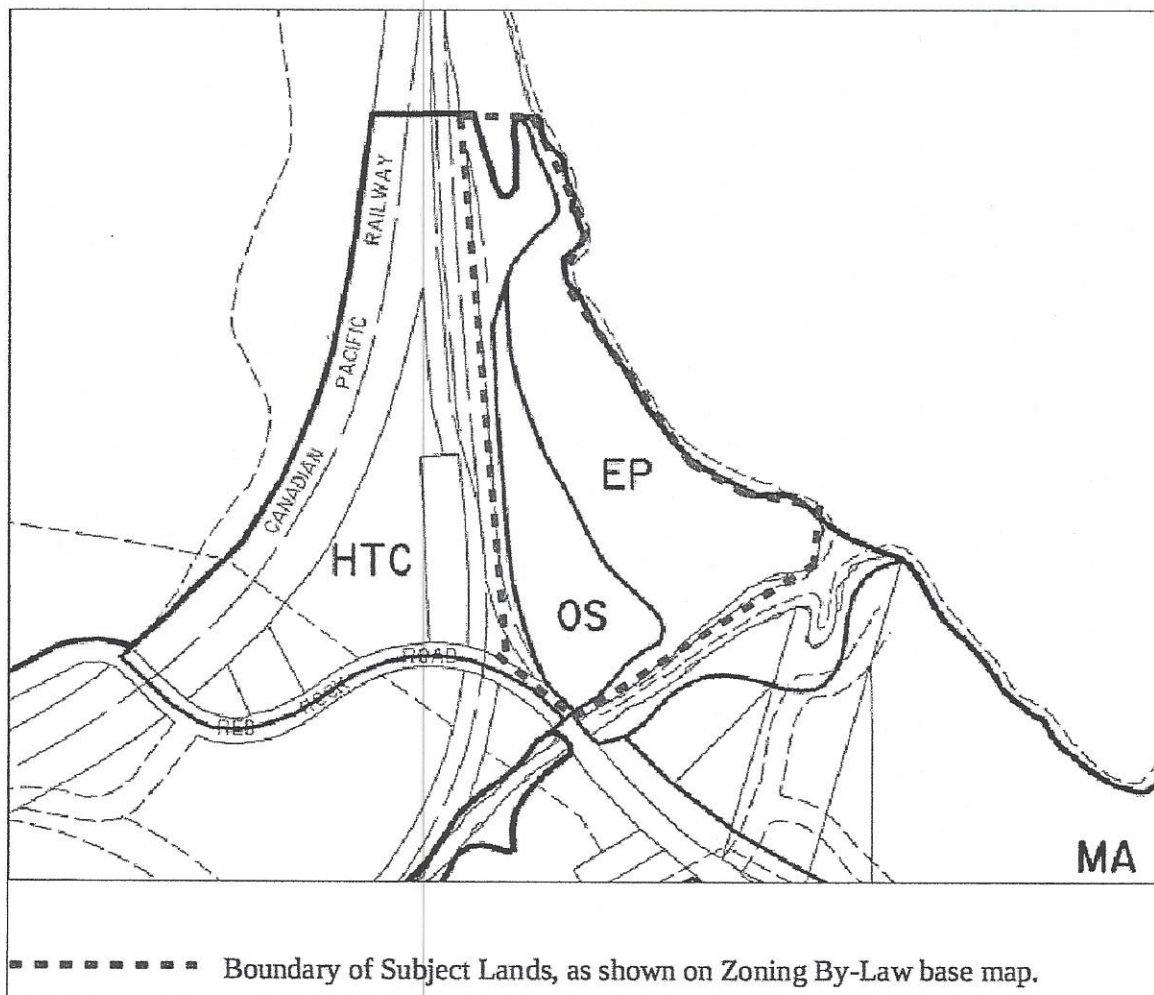 RAILWAY
PACIFIC
CANADIAN
EP
HTC
OS
ROAD
ROCK
RED
MA
Boundary of Subject Lands, as shown on Zoning By-Law base map.